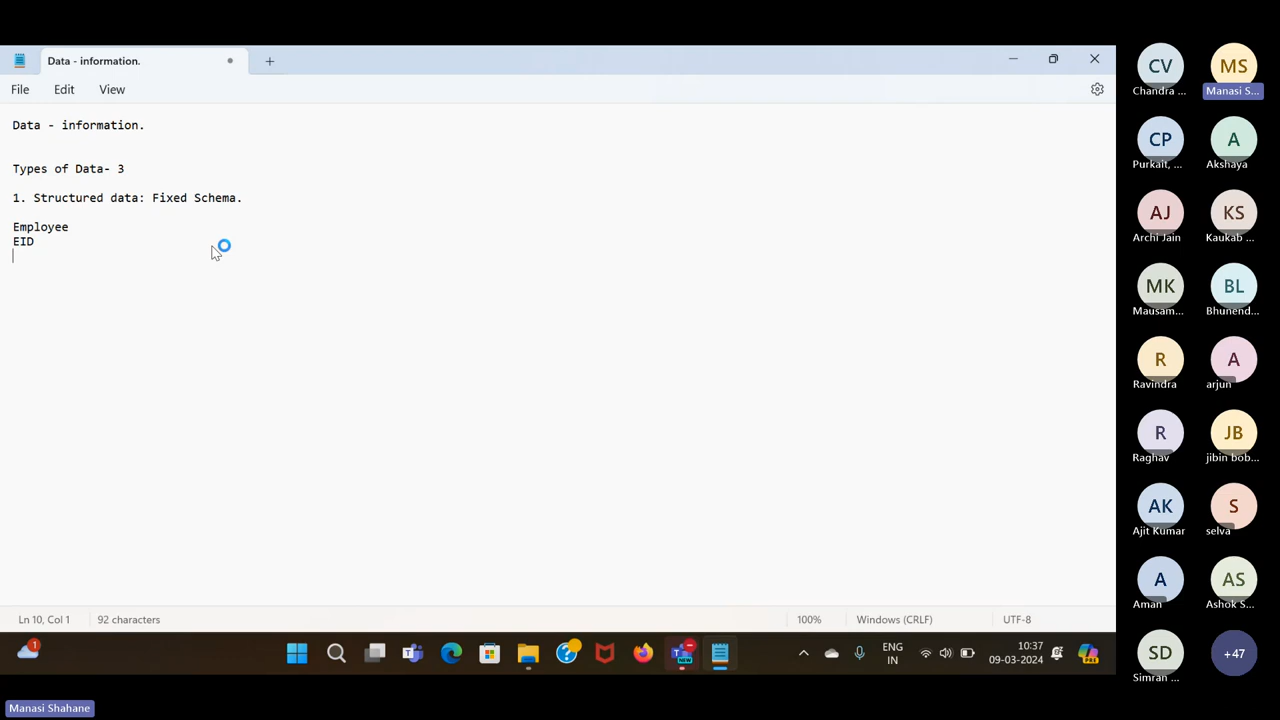 Data - information.
File
Edit
View
Data - information.
Types of Data- 3
1. Structured data: Fixed Schema.
Employee
EID
Ln 10, Col 1
92 characters
100%
Windows (CRLF)
UTF-8
1
NEW
ENG
IN
10:37
09-03-2024
PRE
Manasi Shahane
CV
Chandra ...
MS
Manasi S...
CP
Purkait, ...
A
Akshaya
AJ
Archi Jain
KS
Kaukab ...
MK
Mausam...
BL
Bhunend...
R
Ravindra
A
arjun
R
Raghav
JB
jibin bob...
AK
Ajit Kumar
S
selva
A
Aman
AS
Ashok S...
SD
Simran ...
+47